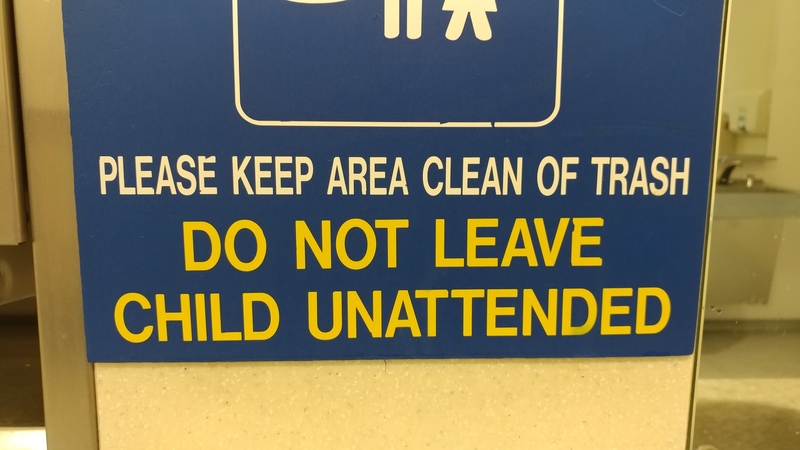 PLEASE KEEP AREA CLEAN OF TRASH
DO NOT LEAVE
CHILD UNATTENDED